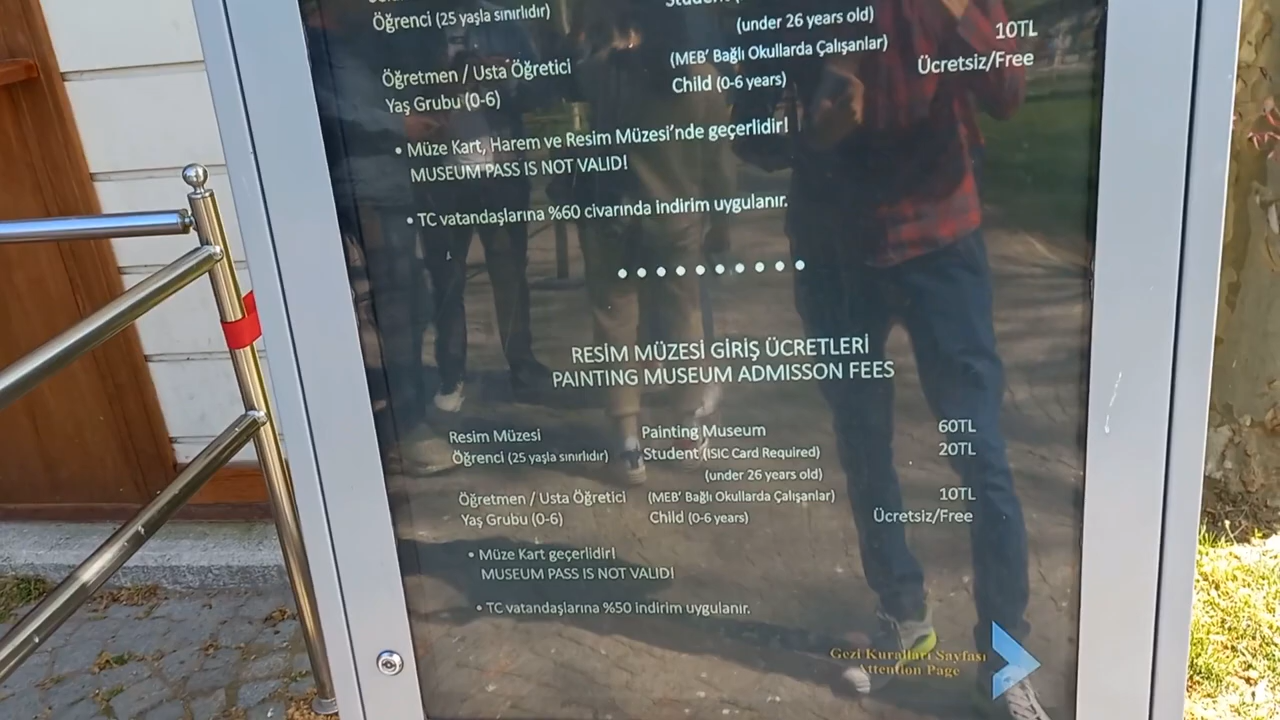 Öğrenci (25 yaşla sınırlıdır)
(under 26 years old)
10TL
Öğretmen / Usta Öğretici (MEB' Bağlı Okullarda Çalışanlar) Ücretsiz/Free
Yaş Grubu (0-6) Child (0-6 years)
• Müze Kart, Harem ve Resim Müzesi'nde geçerlidir!
MUSEUM PASS IS NOT VALID!
• TC vatandaşlarına %60 civarında indirim uygulanır.
RESİM MÜZESİ GİRİŞ ÜCRETLERİ
PAINTING MUSEUM ADMISSON FEES
Resim Müzesi Painting Museum 60TL
Öğrenci (25 yaşla sınırlıdır) Student (ISIC Card Required) 20TL
(under 26 years old)
Öğretmen / Usta Öğretici (MEB' Bağlı Okullarda Çalışanlar) 10TL
Yaş Grubu (0-6) Child (0-6 years) Ücretsiz/Free
• Müze Kart geçerlidir!
MUSEUM PASS IS NOT VALID!
• TC vatandaşlarına %50 indirim uygulanır.
Gezi Kuralları Sayfası
Attention Page